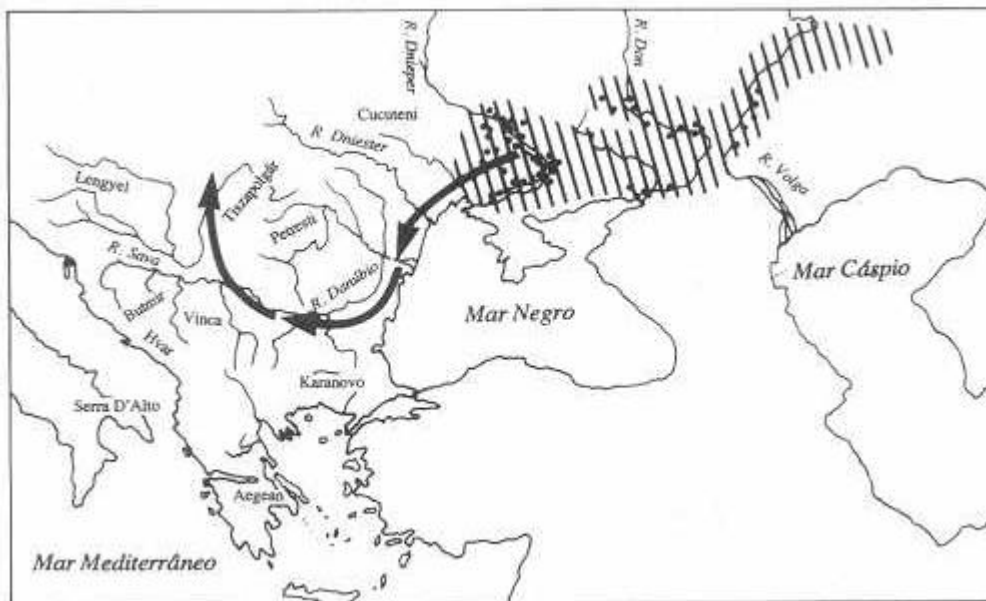 R. Dnieper
R. Don
Cucuteni
R. Dniester
Lengyel
Tiszapolgár
R. Volga
Petresti
R. Sava
R. Danúbio
Mar Cáspio
Butmir
Vinca
Mar Negro
Hvar
Karanovo
Serra D'Alto
Aegean
Mar Mediterrâneo